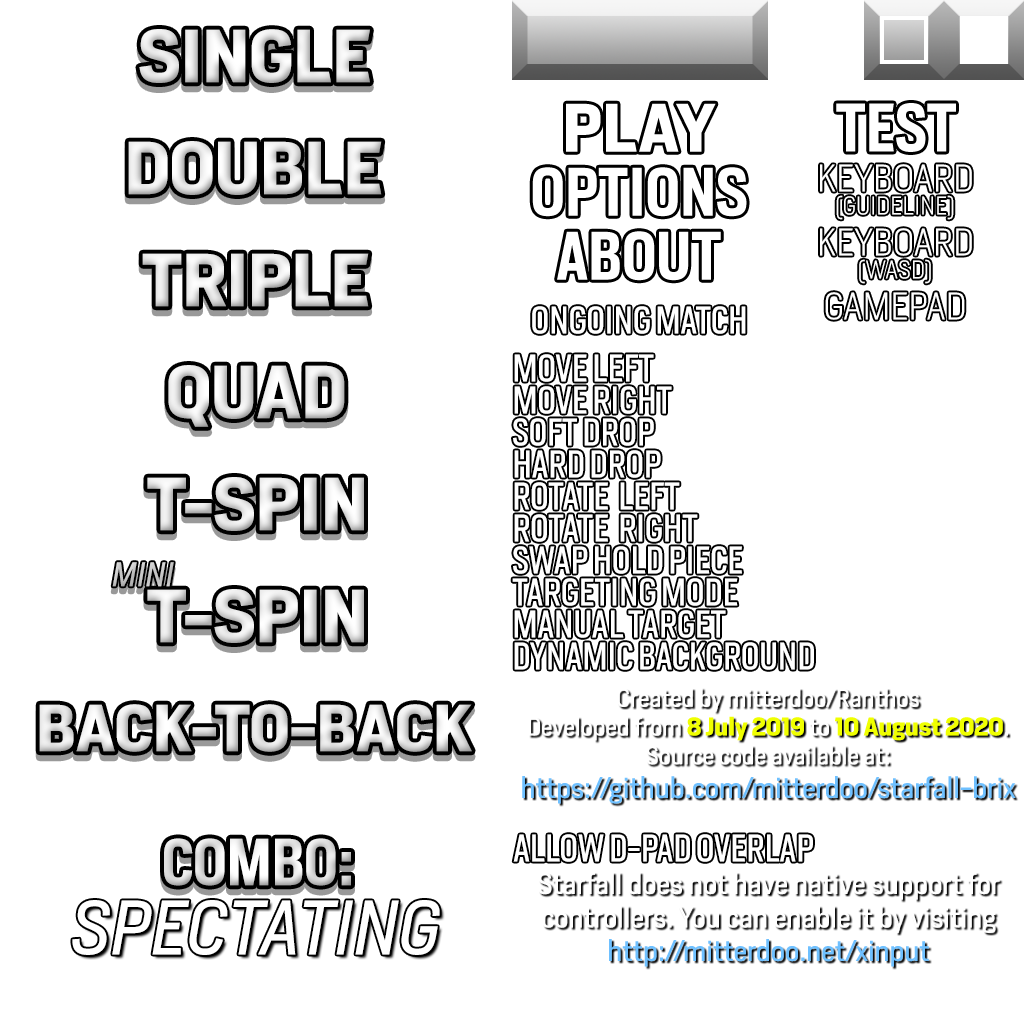 SINGLE
DOUBLE
TRIPLE
QUAD
T-SPIN
MINI
T-SPIN
BACK-TO-BACK
COMBO:
SPECTATING
PLAY
OPTIONS
ABOUT
ONGOING MATCH
TEST
KEYBOARD
(GUIDELINE)
KEYBOARD
(WASD)
GAMEPAD
MOVE LEFT
MOVE RIGHT
SOFT DROP
HARD DROP
ROTATE LEFT
ROTATE RIGHT
SWAP HOLD PIECE
TARGETING MODE
MANUAL TARGET
DYNAMIC BACKGROUND
Created by mitterdoo/Ranthos
Developed from 8 July 2019 to 10 August 2020.
Source code available at:
https://github.com/mitterdoo/starfall-brix
ALLOW D-PAD OVERLAP
Starfall does not have native support for
controllers. You can enable it by visiting
http://mitterdoo.net/xinput